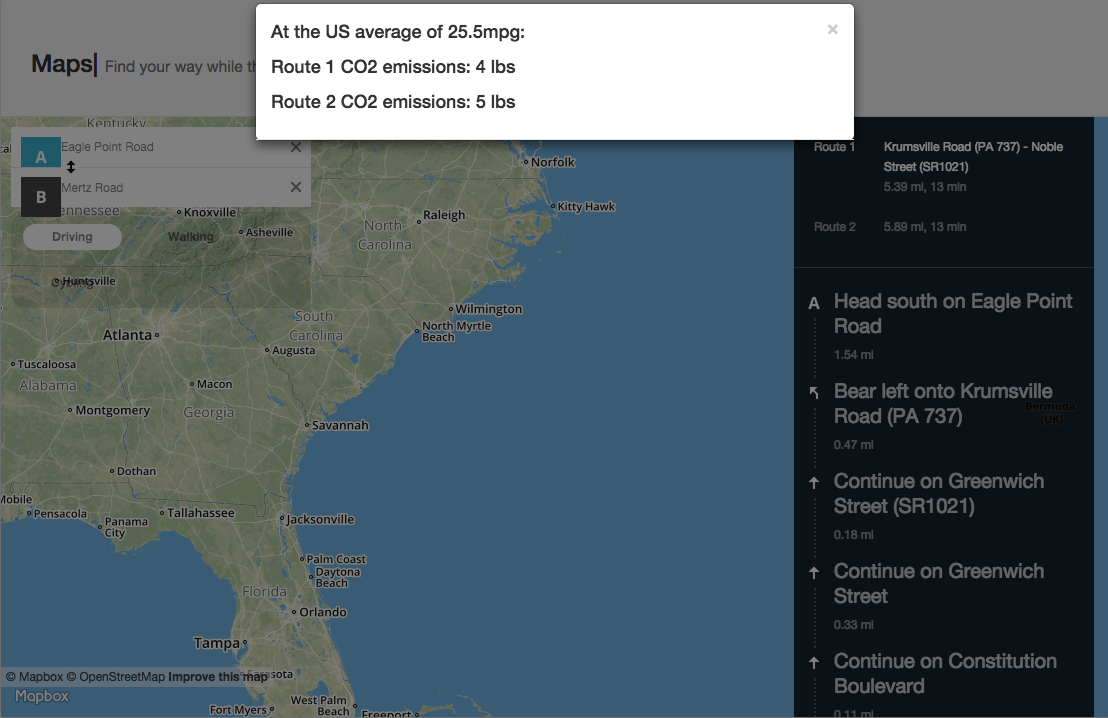 At the US average of 25.5mpg:
Route 1 CO2 emissions: 4 lbs
Route 2 CO2 emissions: 5 lbs
×
Maps| Find your way while
Kentucky
A
Eagle Point Road
B
Mertz Road
Driving
Walking
Cycling
Knoxville
Asheville
Huntsville
Norfolk
Kitty Hawk
Raleigh
North
Carolina
Wilmington
North Myrtle
Beach
South
Carolina
Atlanta
Augusta
Tuscaloosa
Alabama
Macon
Montgomery
Georgia
Savannah
Dothan
Mobile
Pensacola
Panama
City
Tallahassee
Jacksonville
Palm Coast
Daytona
Beach
Florida
Orlando
Tampa
West Palm
Beach
Fort Myers
Freeport
© Mapbox © OpenStreetMap Improve this map
Mapbox
Route 1
Krumsville Road (PA 737) - Noble
Street (SR1021)
5.39 mi, 13 min
Route 2
5.89 mi, 13 min
A
Head south on Eagle Point
Road
1.54 mi
Bear left onto Krumsville
Road (PA 737)
Bermuda
(UK)
0.47 mi
Continue on Greenwich
Street (SR1021)
0.18 mi
Continue on Greenwich
Street
0.33 mi
Continue on Constitution
Boulevard
0.11 mi